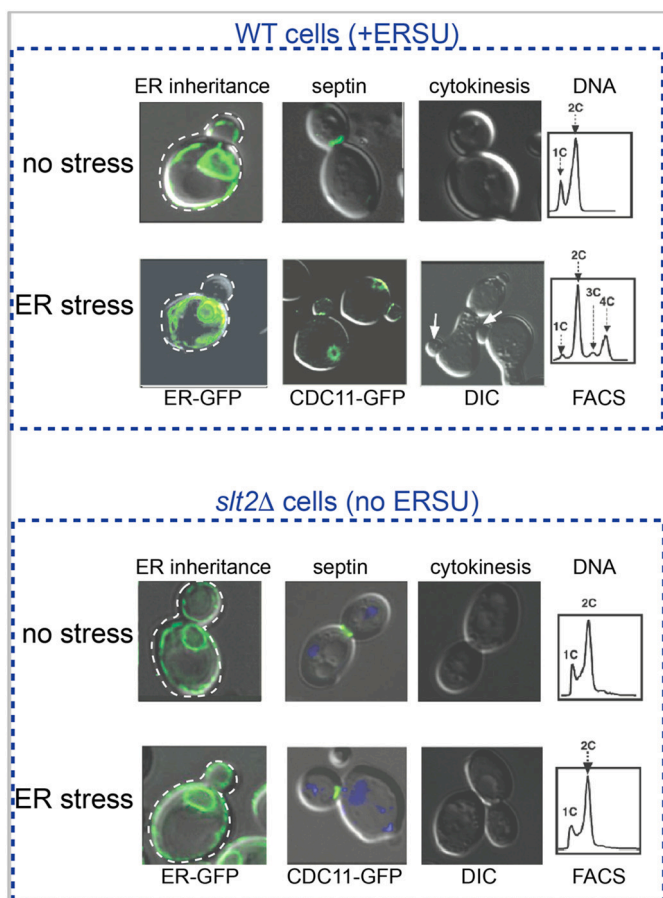 WT cells (+ERSU)
ER inheritance septin cytokinesis DNA
no stress
2C
1C
ER stress
2C
3C
4C
1C
ER-GFP CDC11-GFP DIC FACS
slt2Δ cells (no ERSU)
ER inheritance septin cytokinesis DNA
no stress
2C
1C
ER stress
2C
1C
ER-GFP CDC11-GFP DIC FACS